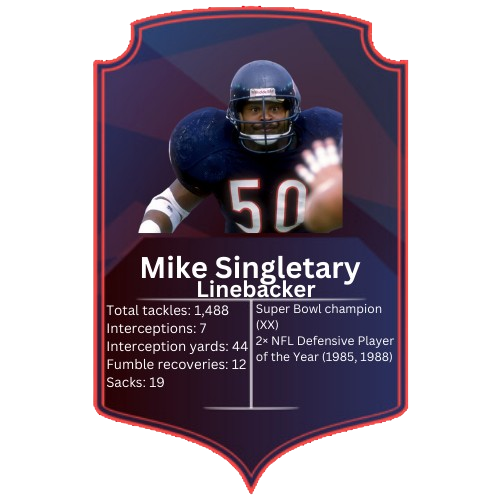 50
Mike Singletary
Linebacker
Total tackles: 1,488
Interceptions: 7
Interception yards: 44
Fumble recoveries: 12
Sacks: 19
Super Bowl champion
(XX)
2× NFL Defensive Player
of the Year (1985, 1988)